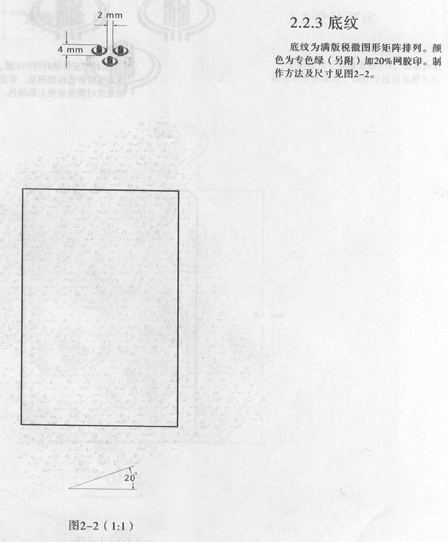 2 mm
4 mm
2.2.3 底纹
底纹为满版税徽图形矩阵排列。颜
色为专色绿（另附）加20%网胶印。制
作方法及尺寸见图2-2。
20°
图2-2（1:1）